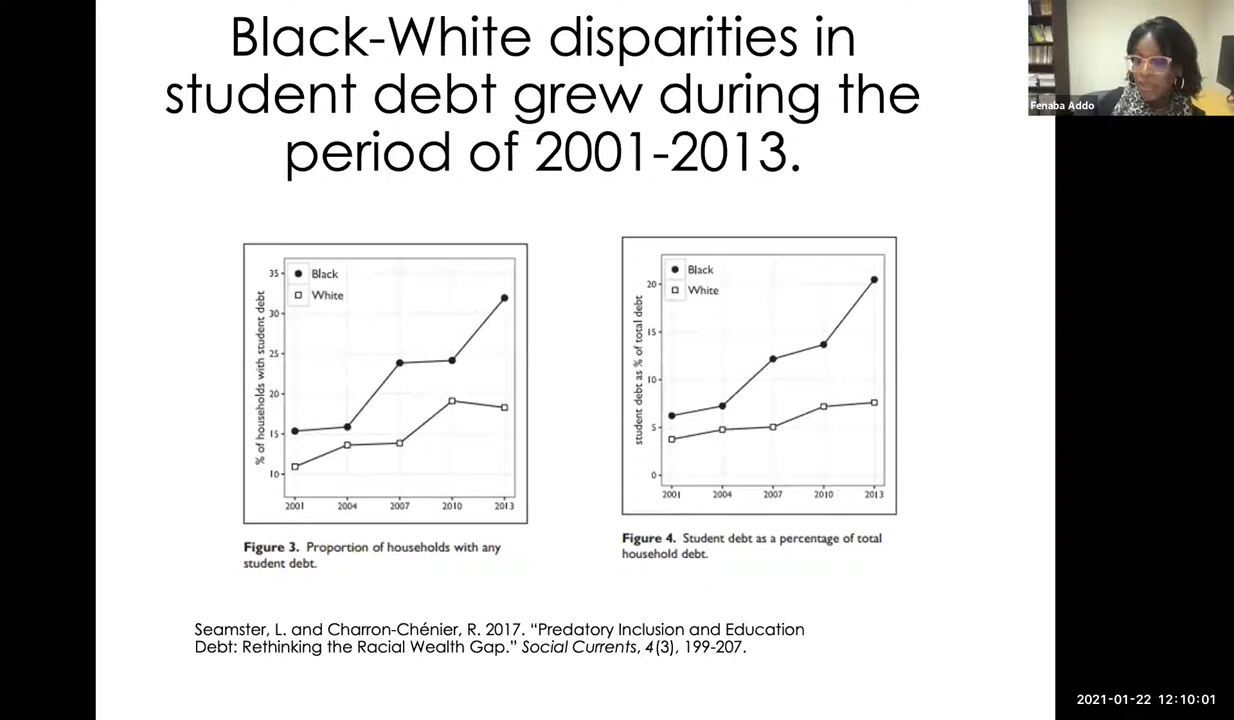 Black-White disparities in
student debt grew during the
period of 2001-2013.
Fenaba Addo
Black
White
% of households with student debt
35
30
25
20
15
10
2001 2004 2007 2010 2013
Figure 3. Proportion of households with any
student debt.
Black
White
student debt as % of total debt
20
15
10
5
0
2001 2004 2007 2010 2013
Figure 4. Student debt as a percentage of total
household debt.
Seamster, L. and Charron-Chénier, R. 2017. “Predatory Inclusion and Education
Debt: Rethinking the Racial Wealth Gap.” Social Currents, 4(3), 199-207.
2021-01-22 12:10:01